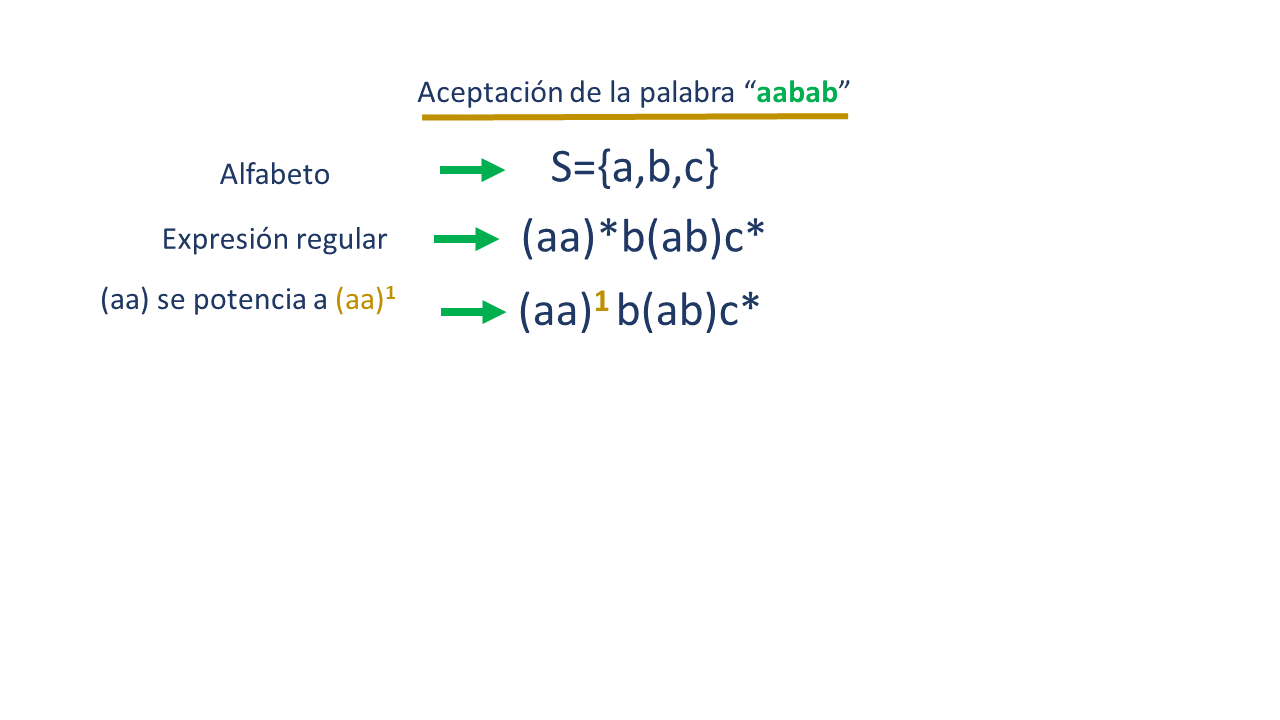 Aceptación de la palabra “aabab”
Alfabeto S={a,b,c}
Expresión regular (aa)*b(ab)c*
(aa) se potencia a (aa)¹ (aa)¹ b(ab)c*